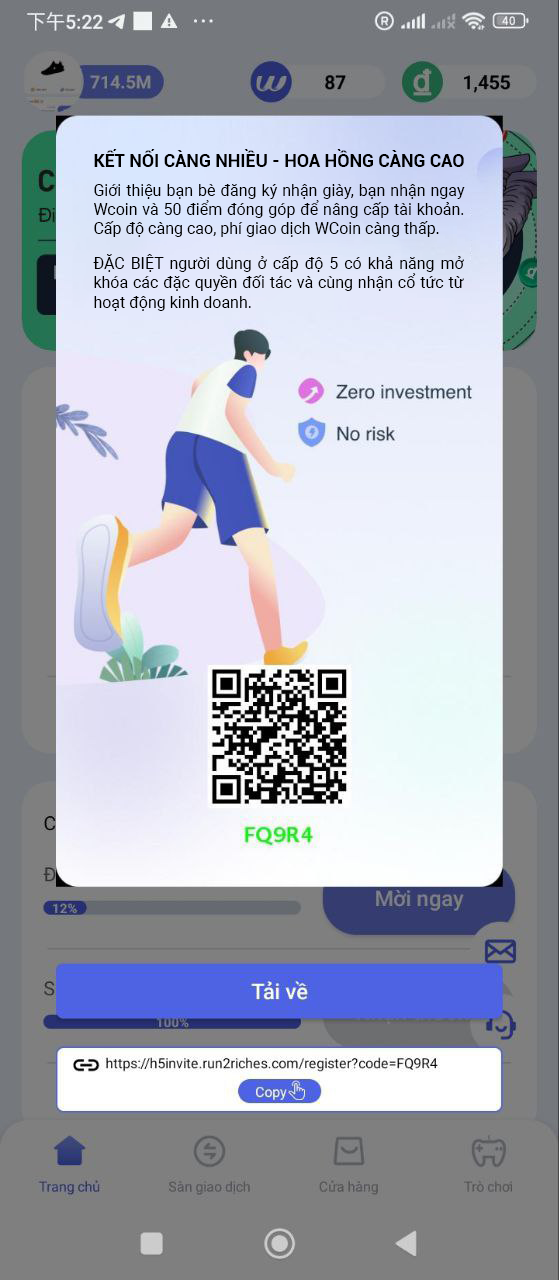 下午5:22
40
714.5M
87
1,455
KẾT NỐI CÀNG NHIỀU - HOA HỒNG CÀNG CAO
Giới thiệu bạn bè đăng ký nhận giày, bạn nhận ngay
Wcoin và 50 điểm đóng góp để nâng cấp tài khoản.
Cấp độ càng cao, phí giao dịch WCoin càng thấp.
ĐẶC BIỆT người dùng ở cấp độ 5 có khả năng mở
khóa các đặc quyền đối tác và cùng nhận cổ tức từ
hoạt động kinh doanh.
Zero investment
No risk
FQ9R4
12%
Mời ngay
Tải về
100%
https://h5invite.run2riches.com/register?code=FQ9R4
Copy
Trang chủ
Sàn giao dịch
Cửa hàng
Trò chơi